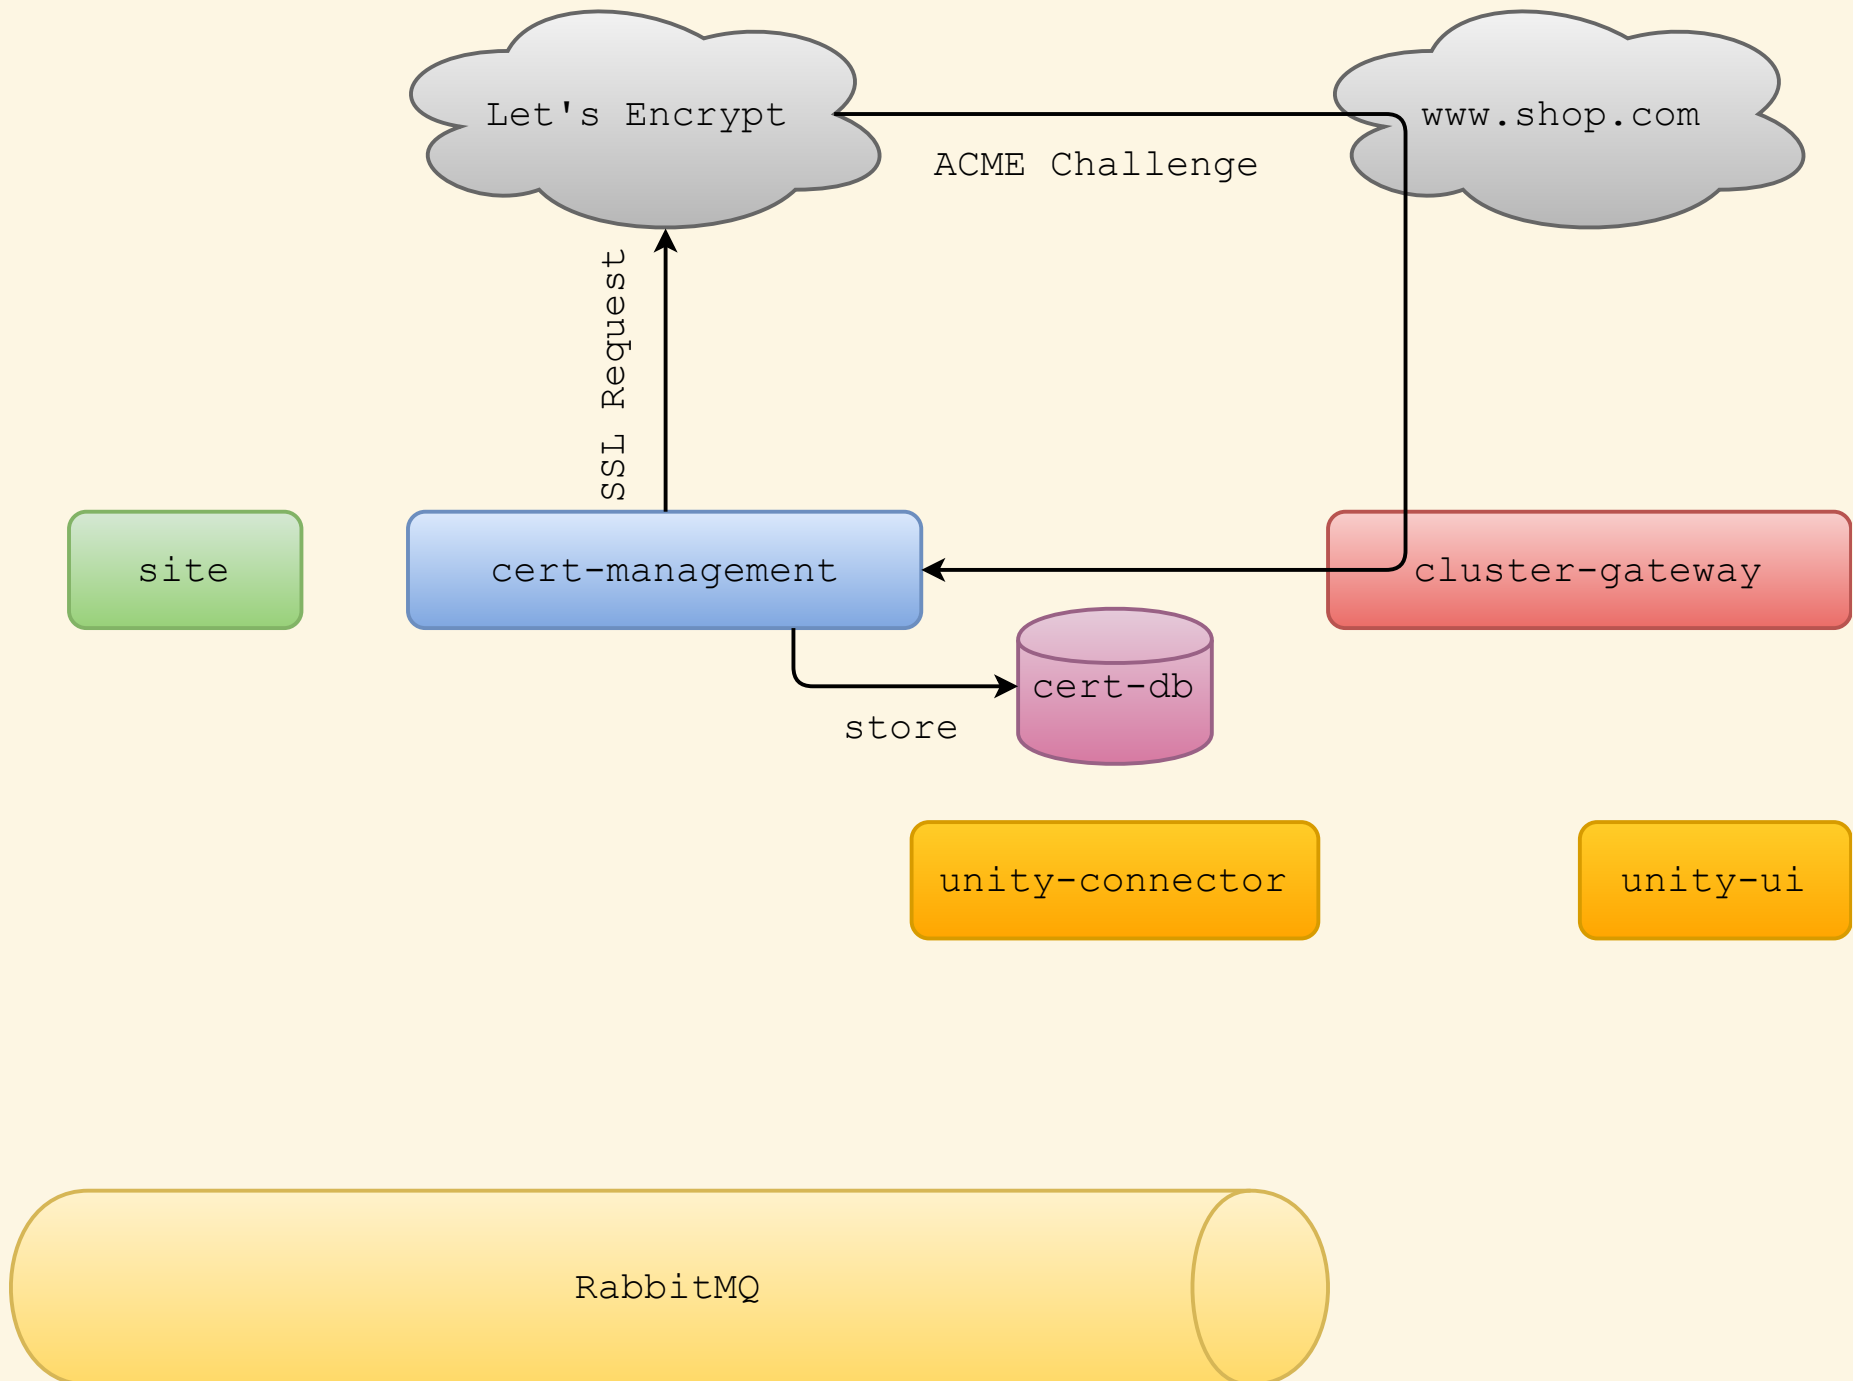 Let's Encrypt
www.shop.com
ACME Challenge
SSL Request
site
cert-management
cluster-gateway
cert-db
store
unity-connector
unity-ui
RabbitMQ